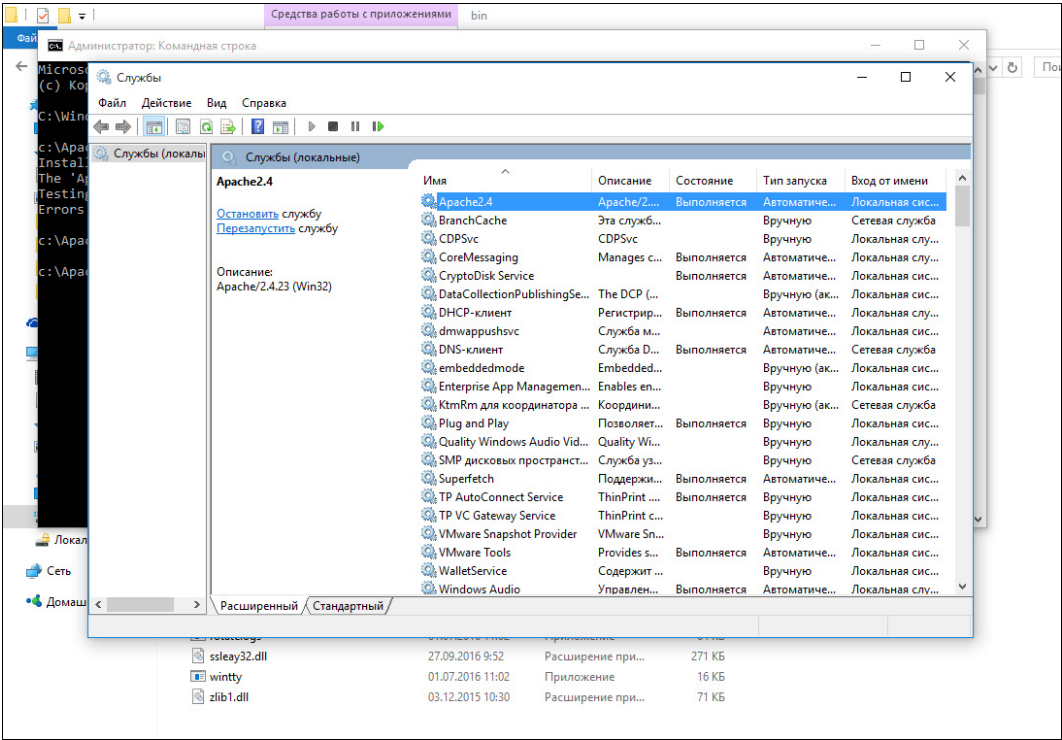 Средства работы с приложениями bin
Администратор: Командная строка
(c)
Службы
Файл Действие Вид Справка
Службы (локальные)
Apache2.4
Остановить службу
Перезапустить службу
Описание:
Apache/2.4.23 (Win32)
Имя Описание Состояние Тип запуска Вход от имени
Apache2.4 Apache/2.... Выполняется Автоматиче... Локальная сис...
BranchCache Эта служб... Вручную Сетевая служба
CDPSvc CDPSvc Вручную Локальная слу...
CoreMessaging Manages c... Выполняется Автоматиче... Локальная слу...
CryptoDisk Service Выполняется Автоматиче... Локальная сис...
DataCollectionPublishingSe... The DCP (... Вручную (ак... Локальная сис...
DHCP-клиент Регистрир... Выполняется Автоматиче... Локальная слу...
dmwappushsvc Служба м... Автоматиче... Локальная сис...
DNS-клиент Служба D... Выполняется Автоматиче... Сетевая служба
embeddedmode Embedded... Вручную (ак... Локальная сис...
Enterprise App Managemen... Enables en... Вручную Локальная сис...
KtmRm для координатора ... Координи... Вручную (ак... Сетевая служба
Plug and Play Позволяет... Выполняется Вручную Локальная сис...
Quality Windows Audio Vid... Quality Wi... Вручную Локальная слу...
SMP дисковых пространст... Служба уз... Вручную Сетевая служба
Superfetch Поддержи... Выполняется Автоматиче... Локальная сис...
TP AutoConnect Service ThinPrint .... Выполняется Вручную Локальная сис...
TP VC Gateway Service ThinPrint c... Вручную Локальная сис...
VMware Snapshot Provider VMware Sn... Вручную Локальная сис...
VMware Tools Provides s... Выполняется Автоматиче... Локальная сис...
WalletService Содержит ... Вручную Локальная сис...
Windows Audio Управлен... Выполняется Автоматиче... Локальная слу...
Расширенный Стандартный
Сеть
ssleay32.dll 27.09.2016 9:52 Расширение при... 271 КБ
wintty 01.07.2016 11:02 Приложение 16 КБ
zlib1.dll 03.12.2015 10:30 Расширение при... 71 КБ